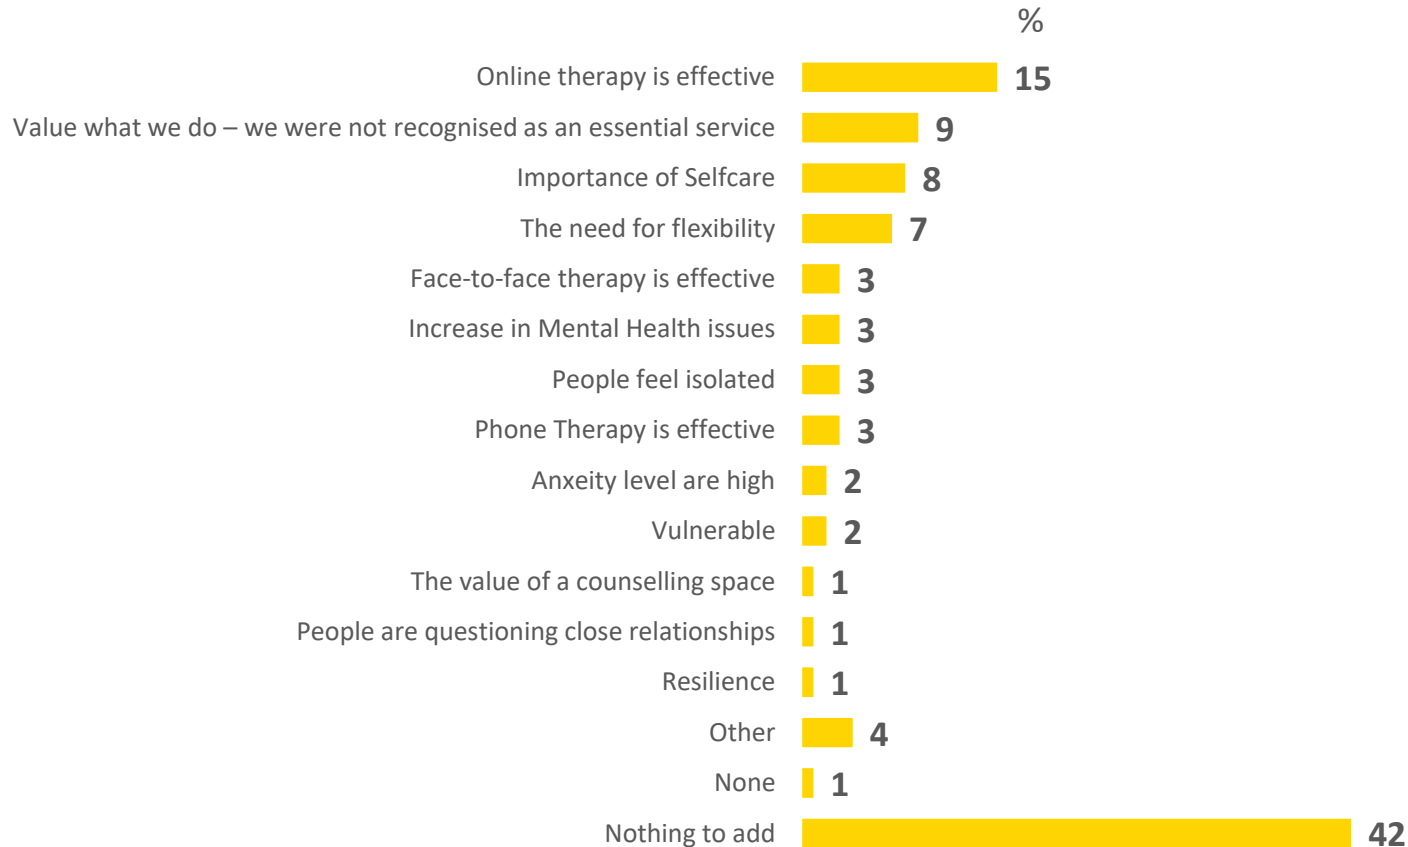 %
Online therapy is effective 15
Value what we do – we were not recognised as an essential service 9
Importance of Selfcare 8
The need for flexibility 7
Face-to-face therapy is effective 3
Increase in Mental Health issues 3
People feel isolated 3
Phone Therapy is effective 3
Anxeity level are high 2
Vulnerable 2
The value of a counselling space 1
People are questioning close relationships 1
Resilience 1
Other 4
None 1
Nothing to add 42